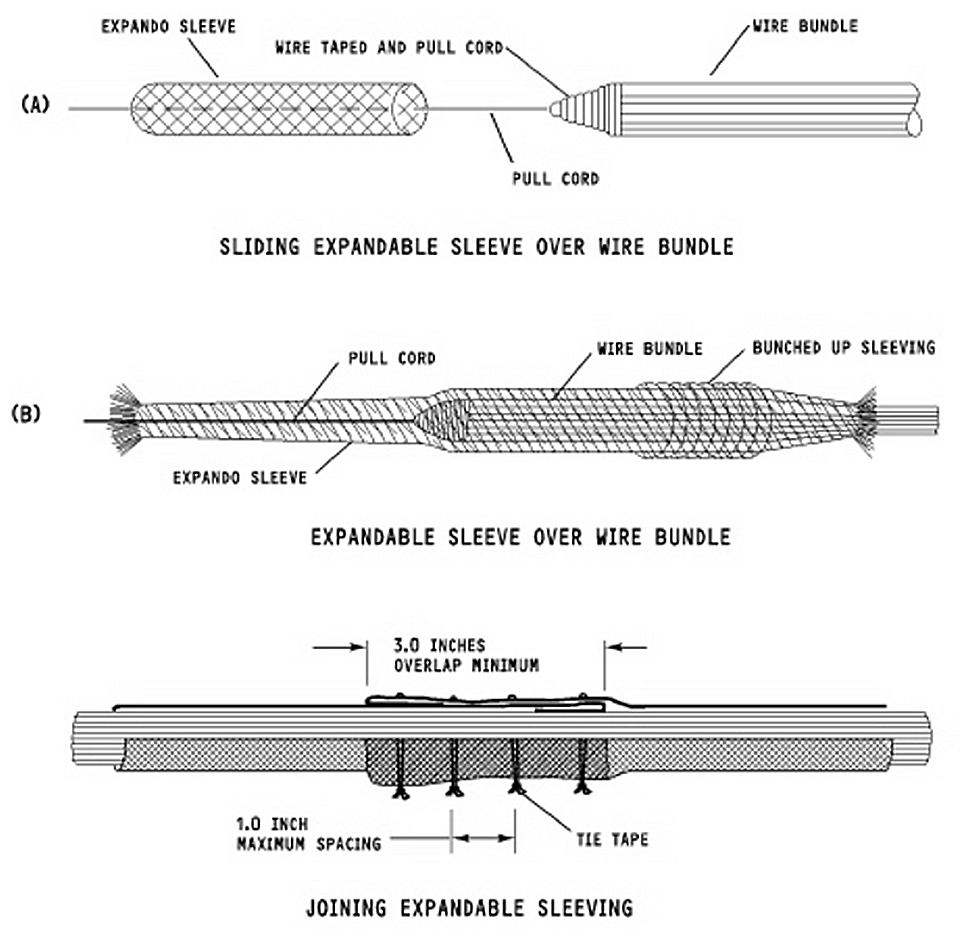 EXPANDO SLEEVE
WIRE TAPED AND PULL CORD
WIRE BUNDLE
(A)
PULL CORD
SLIDING EXPANDABLE SLEEVE OVER WIRE BUNDLE
PULL CORD
WIRE BUNDLE
BUNCHED UP SLEEVING
(B)
EXPANDO SLEEVE
EXPANDABLE SLEEVE OVER WIRE BUNDLE
3.0 INCHES
OVERLAP MINIMUM
1.0 INCH
MAXIMUM SPACING
TIE TAPE
JOINING EXPANDABLE SLEEVING